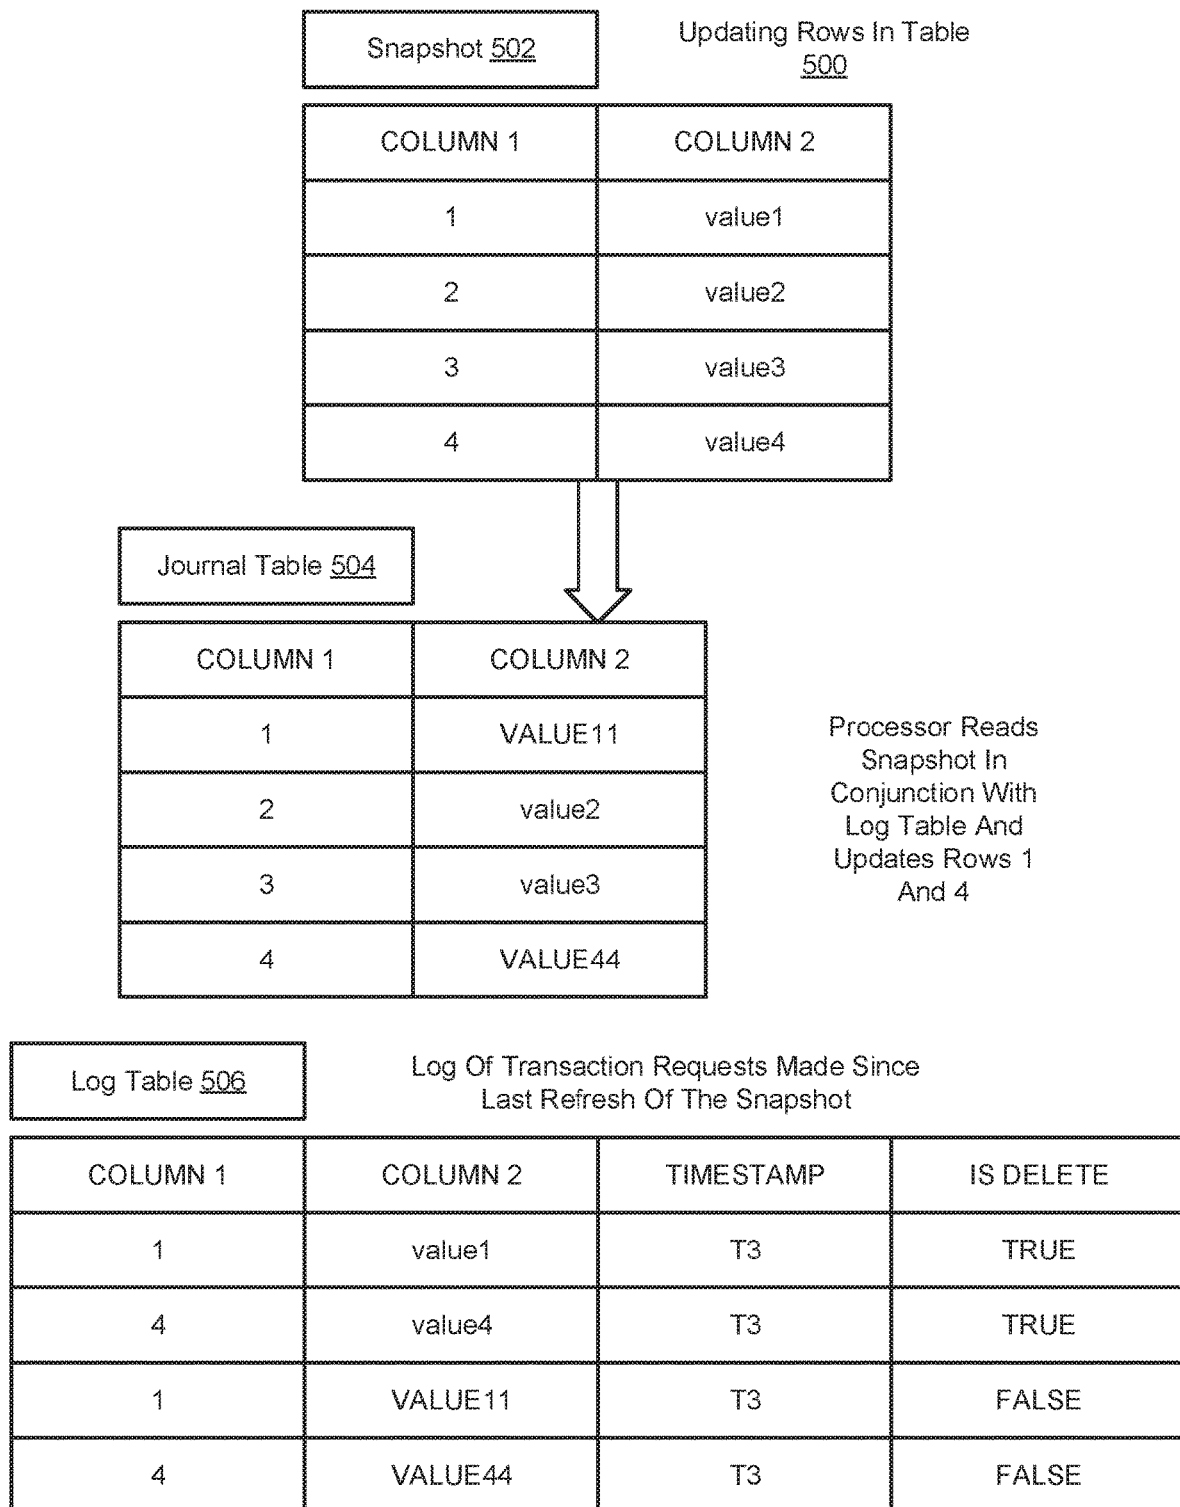 Snapshot 502
Updating Rows In Table
500
COLUMN 1 COLUMN 2
1 value1
2 value2
3 value3
4 value4
Journal Table 504
COLUMN 1 COLUMN 2
1 VALUE11
2 value2
3 value3
4 VALUE44
Processor Reads
Snapshot In
Conjunction With
Log Table And
Updates Rows 1
And 4
Log Table 506
Log Of Transaction Requests Made Since
Last Refresh Of The Snapshot
COLUMN 1 COLUMN 2 TIMESTAMP IS DELETE
1 value1 T3 TRUE
4 value4 T3 TRUE
1 VALUE11 T3 FALSE
4 VALUE44 T3 FALSE